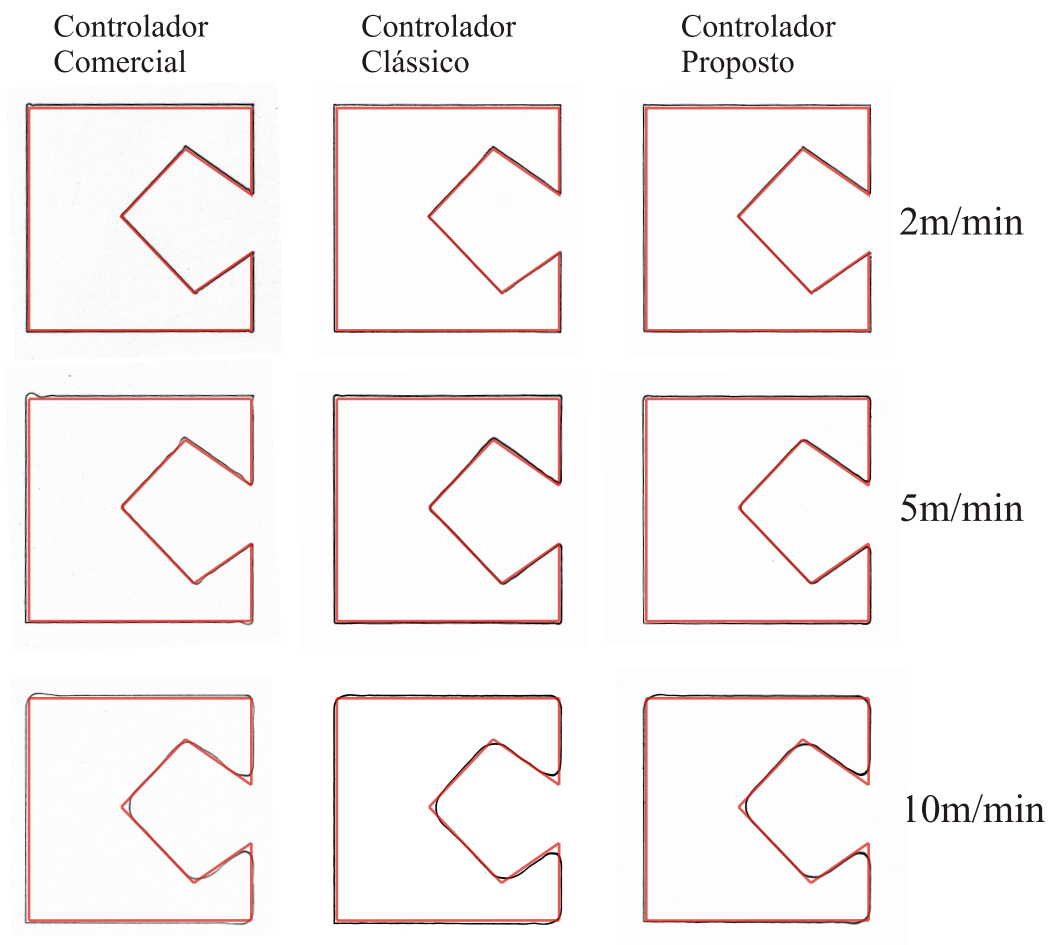 Controlador
Comercial
Controlador
Clássico
Controlador
Proposto
2m/min
5m/min
10m/min